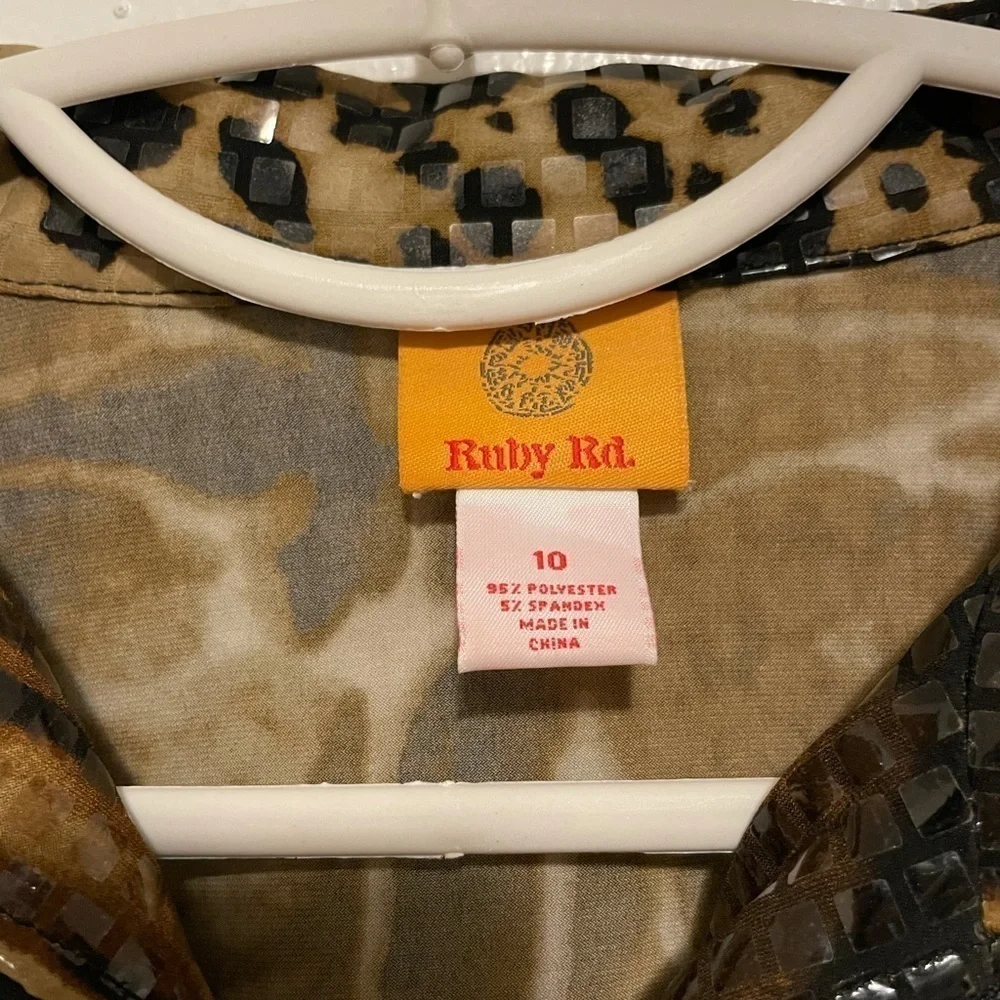 Ruby Rd.
10
95% POLYESTER
5% SPANDEX
MADE IN
CHINA